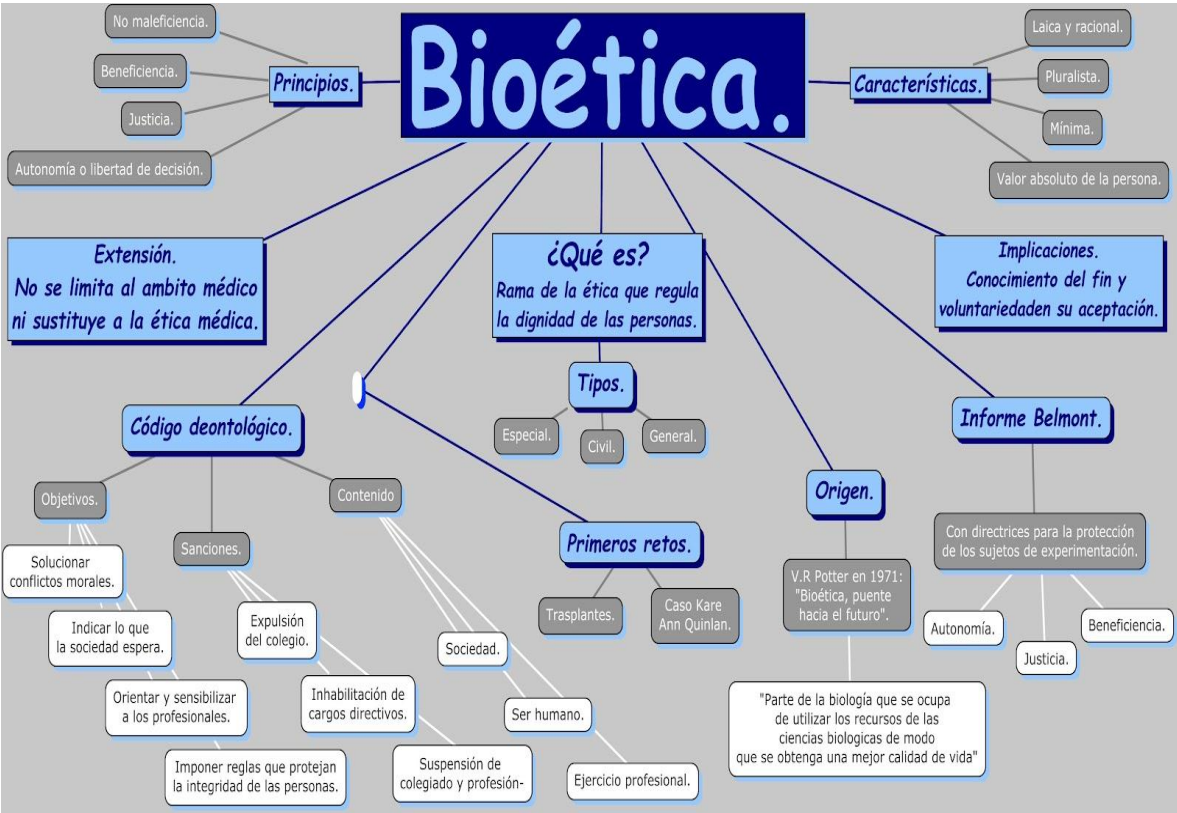 Bioética.
Principios.
No maleficiencia.
Beneficiencia.
Justicia.
Autonomía o libertad de decisión.
Características.
Laica y racional.
Pluralista.
Mínima.
Valor absoluto de la persona.
Extensión.
No se limita al ambito médico
ni sustituye a la ética médica.
¿Qué es?
Rama de la ética que regula
la dignidad de las personas.
Implicaciones.
Conocimiento del fin y
voluntariedaden su aceptación.
Tipos.
Especial.
Civil.
General.
Código deontológico.
Objetivos.
Solucionar
conflictos morales.
Indicar lo que
la sociedad espera.
Orientar y sensibilizar
a los profesionales.
Imponer reglas que protejan
la integridad de las personas.
Sanciones.
Expulsión
del colegio.
Inhabilitación de
cargos directivos.
Suspensión de
colegiado y profesión-
Contenido
Sociedad.
Ser humano.
Ejercicio profesional.
Primeros retos.
Trasplantes.
Caso Kare
Ann Quinlan.
Origen.
V.R Potter en 1971:
"Bioética, puente
hacia el futuro".
"Parte de la biología que se ocupa
de utilizar los recursos de las
ciencias biologicas de modo
que se obtenga una mejor calidad de vida"
Informe Belmont.
Con directrices para la protección
de los sujetos de experimentación.
Autonomía.
Justicia.
Beneficiencia.